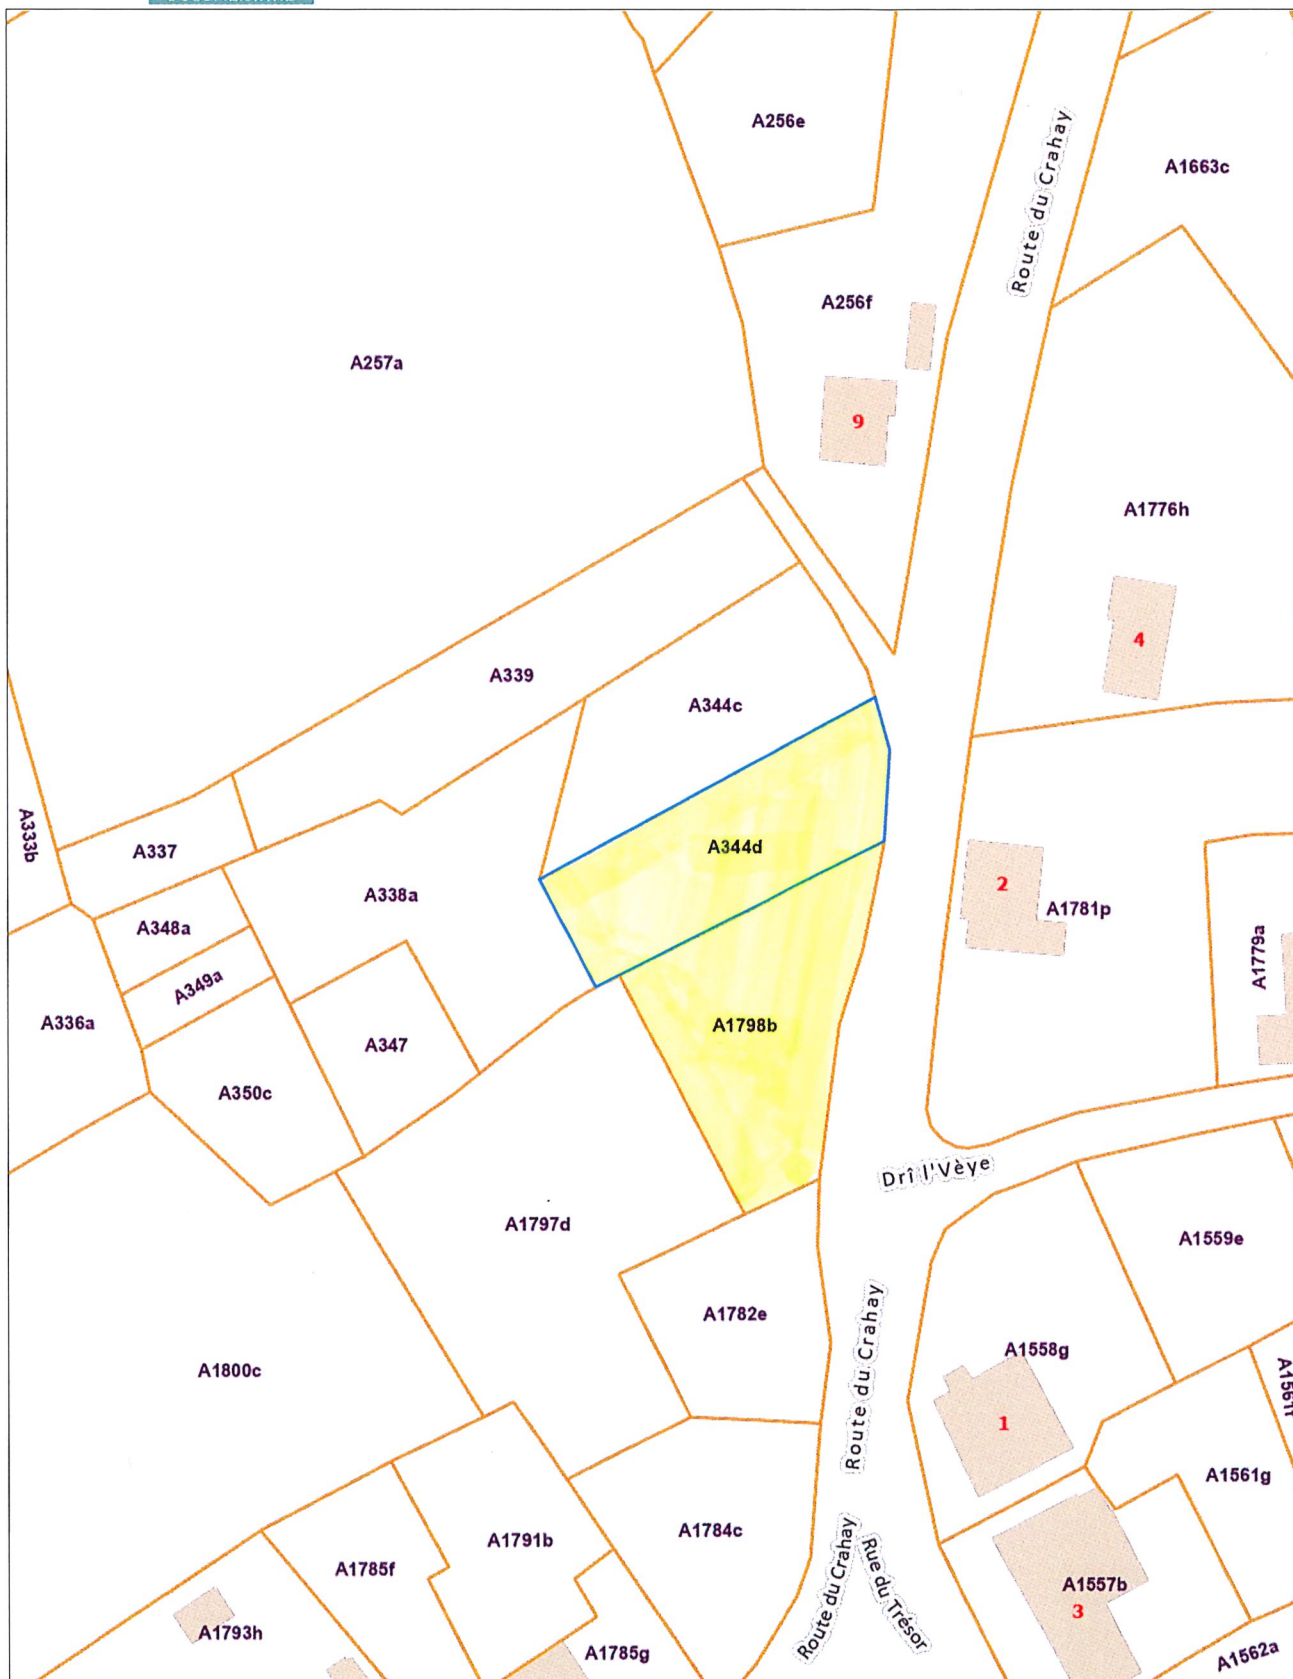 A256e
Route du Crahay
A1663c
A256f
A257a
9
A1776h
4
A339
A344c
A333b
A337
A344d
A338a
2
A1781p
A348a
A1779a
A349a
A336a
A1798b
A347
A350c
Drî l'Vèye
A1797d
A1559e
A1782e
Route du Crahay
A1558g
A1800c
A1561f
1
A1561g
A1784c
A1791b
A1785f
Route du Crahay
Rue du Trésor
A1557b
3
A1793h
A1785g
A1562a